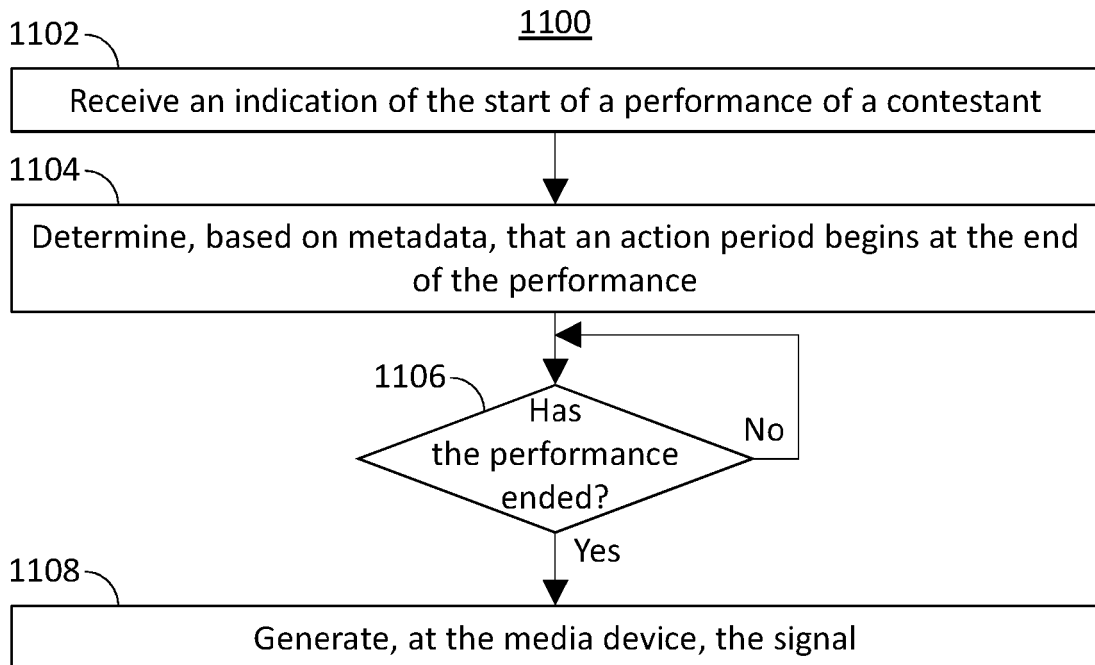 1100
1102
Receive an indication of the start of a performance of a contestant
1104
Determine, based on metadata, that an action period begins at the end
of the performance
1106
Has
the performance
ended?
No
Yes
1108
Generate, at the media device, the signal